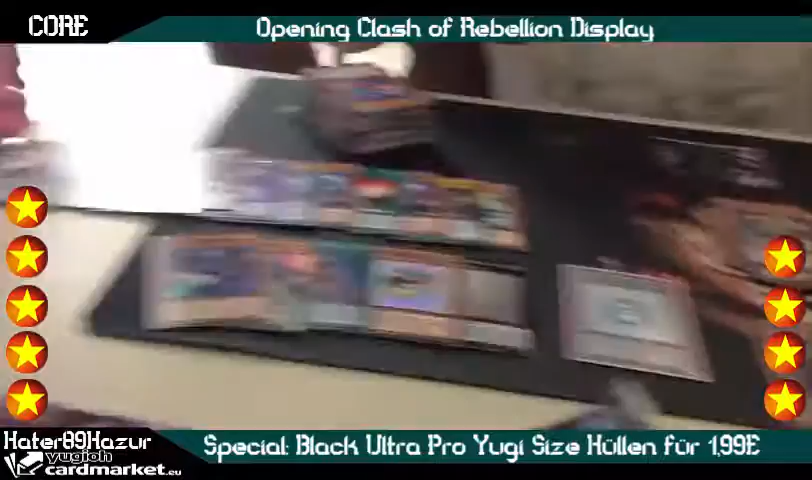 CORE
Opening Clash of Rebellion Display
Hater89Hazur
Special: Black Ultra Pro Yugi Size Hüllen für 1,99E
yugioh
cardmarket.eu